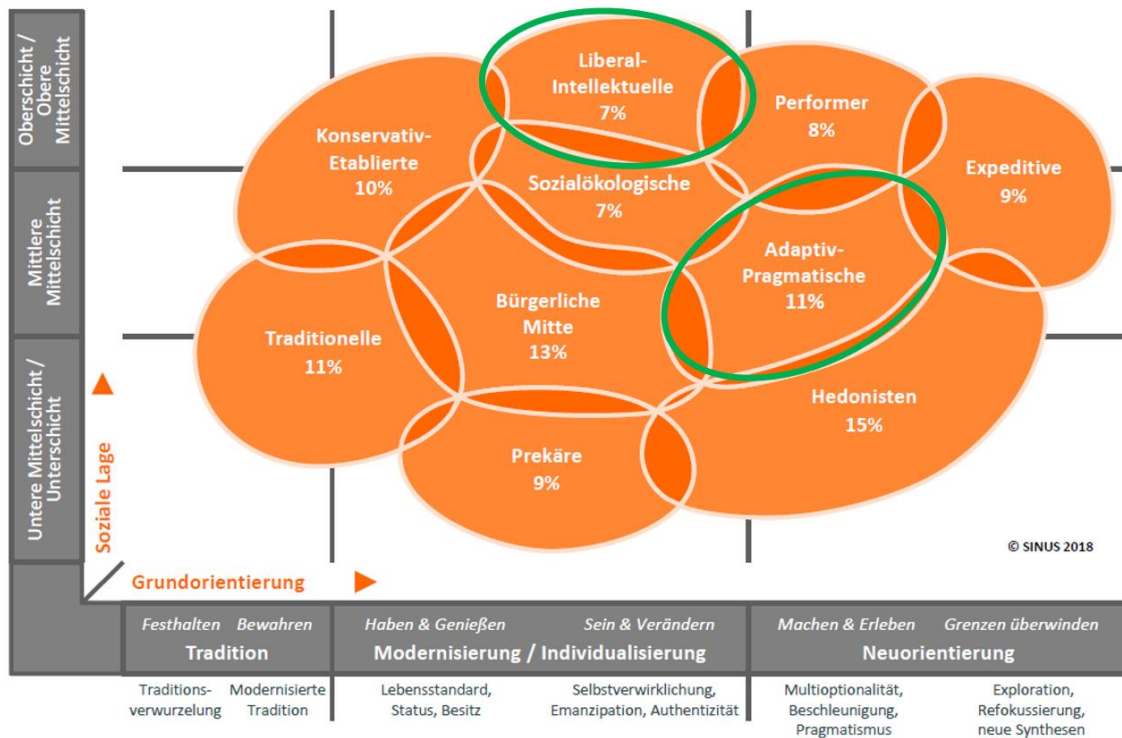 Oberschicht /
Obere
Mittelschicht
Mittlere
Mittelschicht
Untere Mittelschicht /
Unterschicht
Soziale Lage
Liberal-
Intellektuelle
7%
Performer
8%
Konservativ-
Etablierte
10%
Expeditive
9%
Sozialökologische
7%
Adaptiv-
Pragmatische
11%
Bürgerliche
Mitte
13%
Traditionelle
11%
Hedonisten
15%
Prekäre
9%
© SINUS 2018
Grundorientierung
Festhalten Bewahren
Tradition
Haben & Genießen Sein & Verändern
Modernisierung / Individualisierung
Machen & Erleben Grenzen überwinden
Neuorientierung
Traditions-
verwurzelung
Modernisierte
Tradition
Lebensstandard,
Status, Besitz
Selbstverwirklichung,
Emanzipation, Authentizität
Multioptionalität,
Beschleunigung,
Pragmatismus
Exploration,
Refokussierung,
neue Synthesen